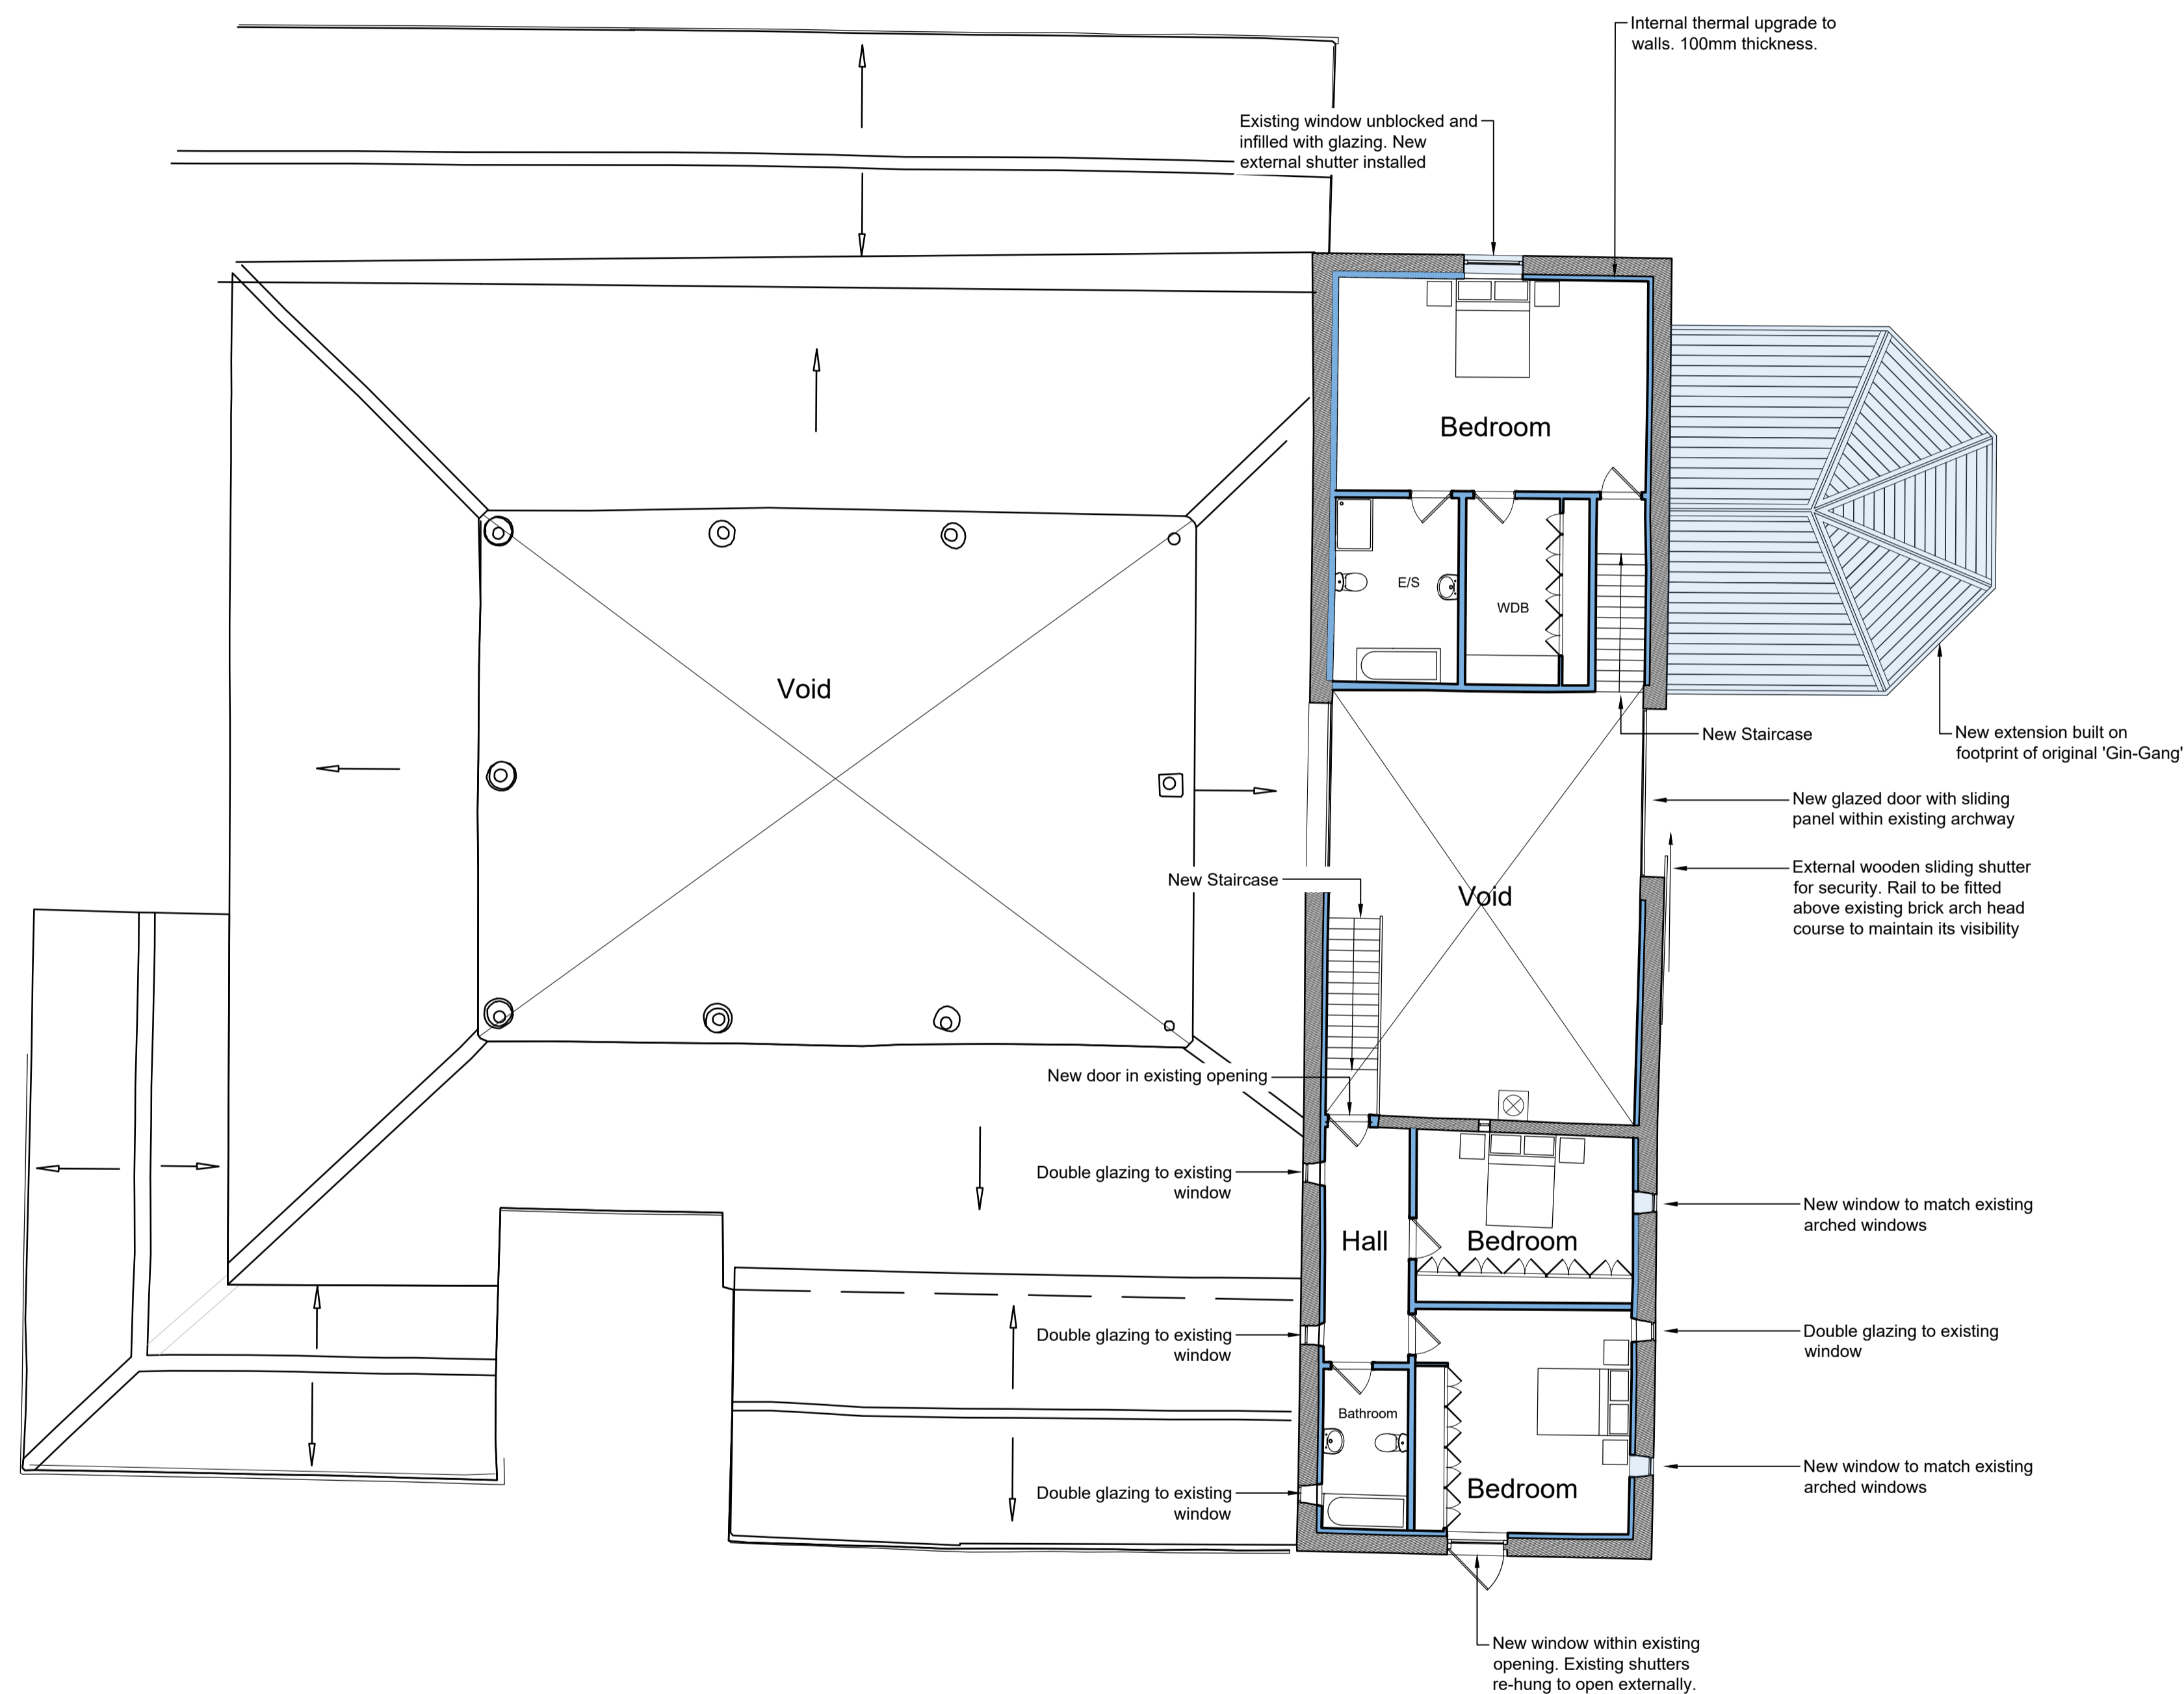 Internal thermal upgrade to
walls. 100mm thickness.
Existing window unblocked and
infilled with glazing. New
external shutter installed
Bedroom
E/S
WDB
Void
New Staircase
New extension built on
footprint of original 'Gin-Gang'
New glazed door with sliding
panel within existing archway
External wooden sliding shutter
for security. Rail to be fitted
above existing brick arch head
course to maintain its visibility
New Staircase
Void
New door in existing opening
Double glazing to existing
window
New window to match existing
arched windows
Hall
Bedroom
Double glazing to existing
window
Double glazing to existing
window
Bathroom
New window to match existing
arched windows
Bedroom
Double glazing to existing
window
New window within existing
opening. Existing shutters
re-hung to open externally.